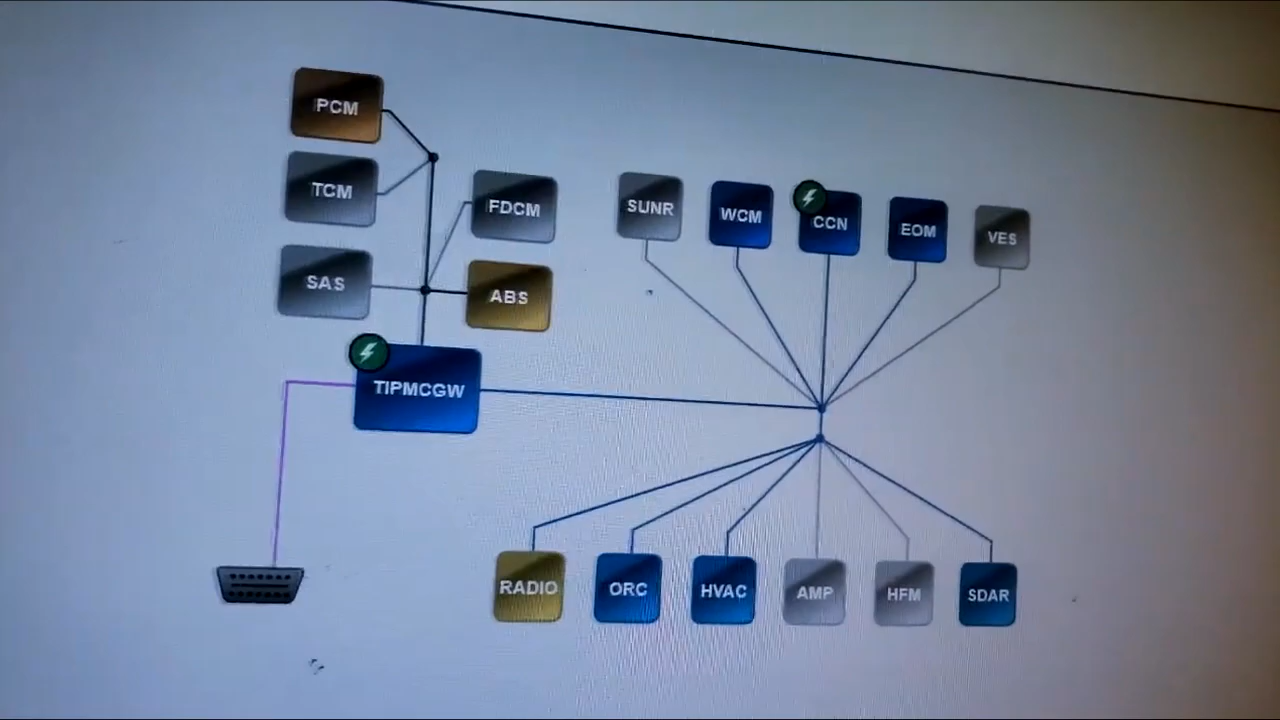 PCM
TCM
FDCM
SAS
ABS
TIPMCGW
SUNR
WCM
CCN
EOM
VES
RADIO
ORC
HVAC
AMP
HFM
SDAR